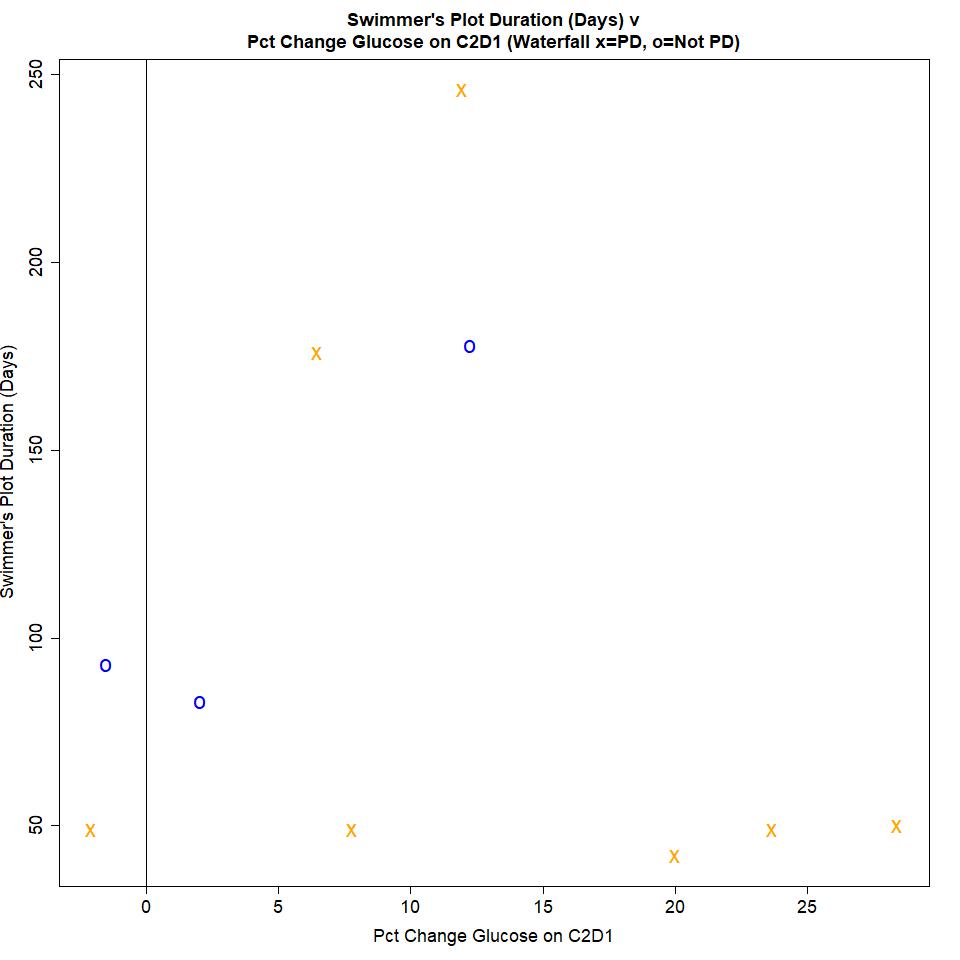 Swimmer's Plot Duration (Days) v
Pct Change Glucose on C2D1 (Waterfall x=PD, o=Not PD)
Swimmer's Plot Duration (Days)
250
200
150
100
50
X
X
O
O
O
X
X
X
X
X
0 5 10 15 20 25
Pct Change Glucose on C2D1